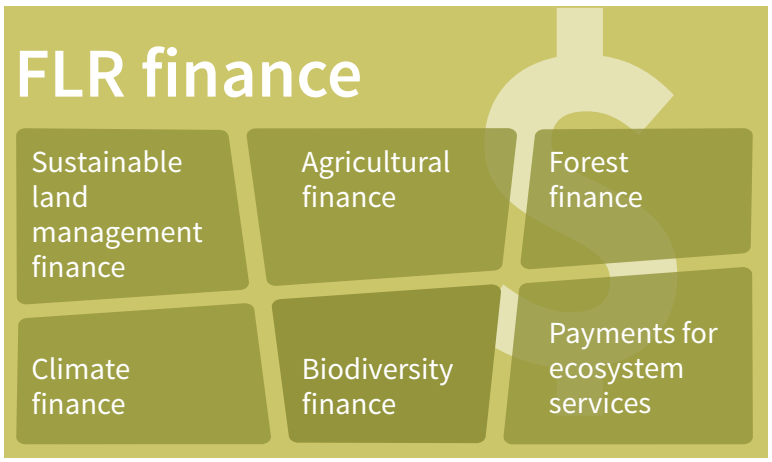 FLR finance
Sustainable
land
management
finance
Agricultural
finance
Forest
finance
Climate
finance
Biodiversity
finance
Payments for
ecosystem
services